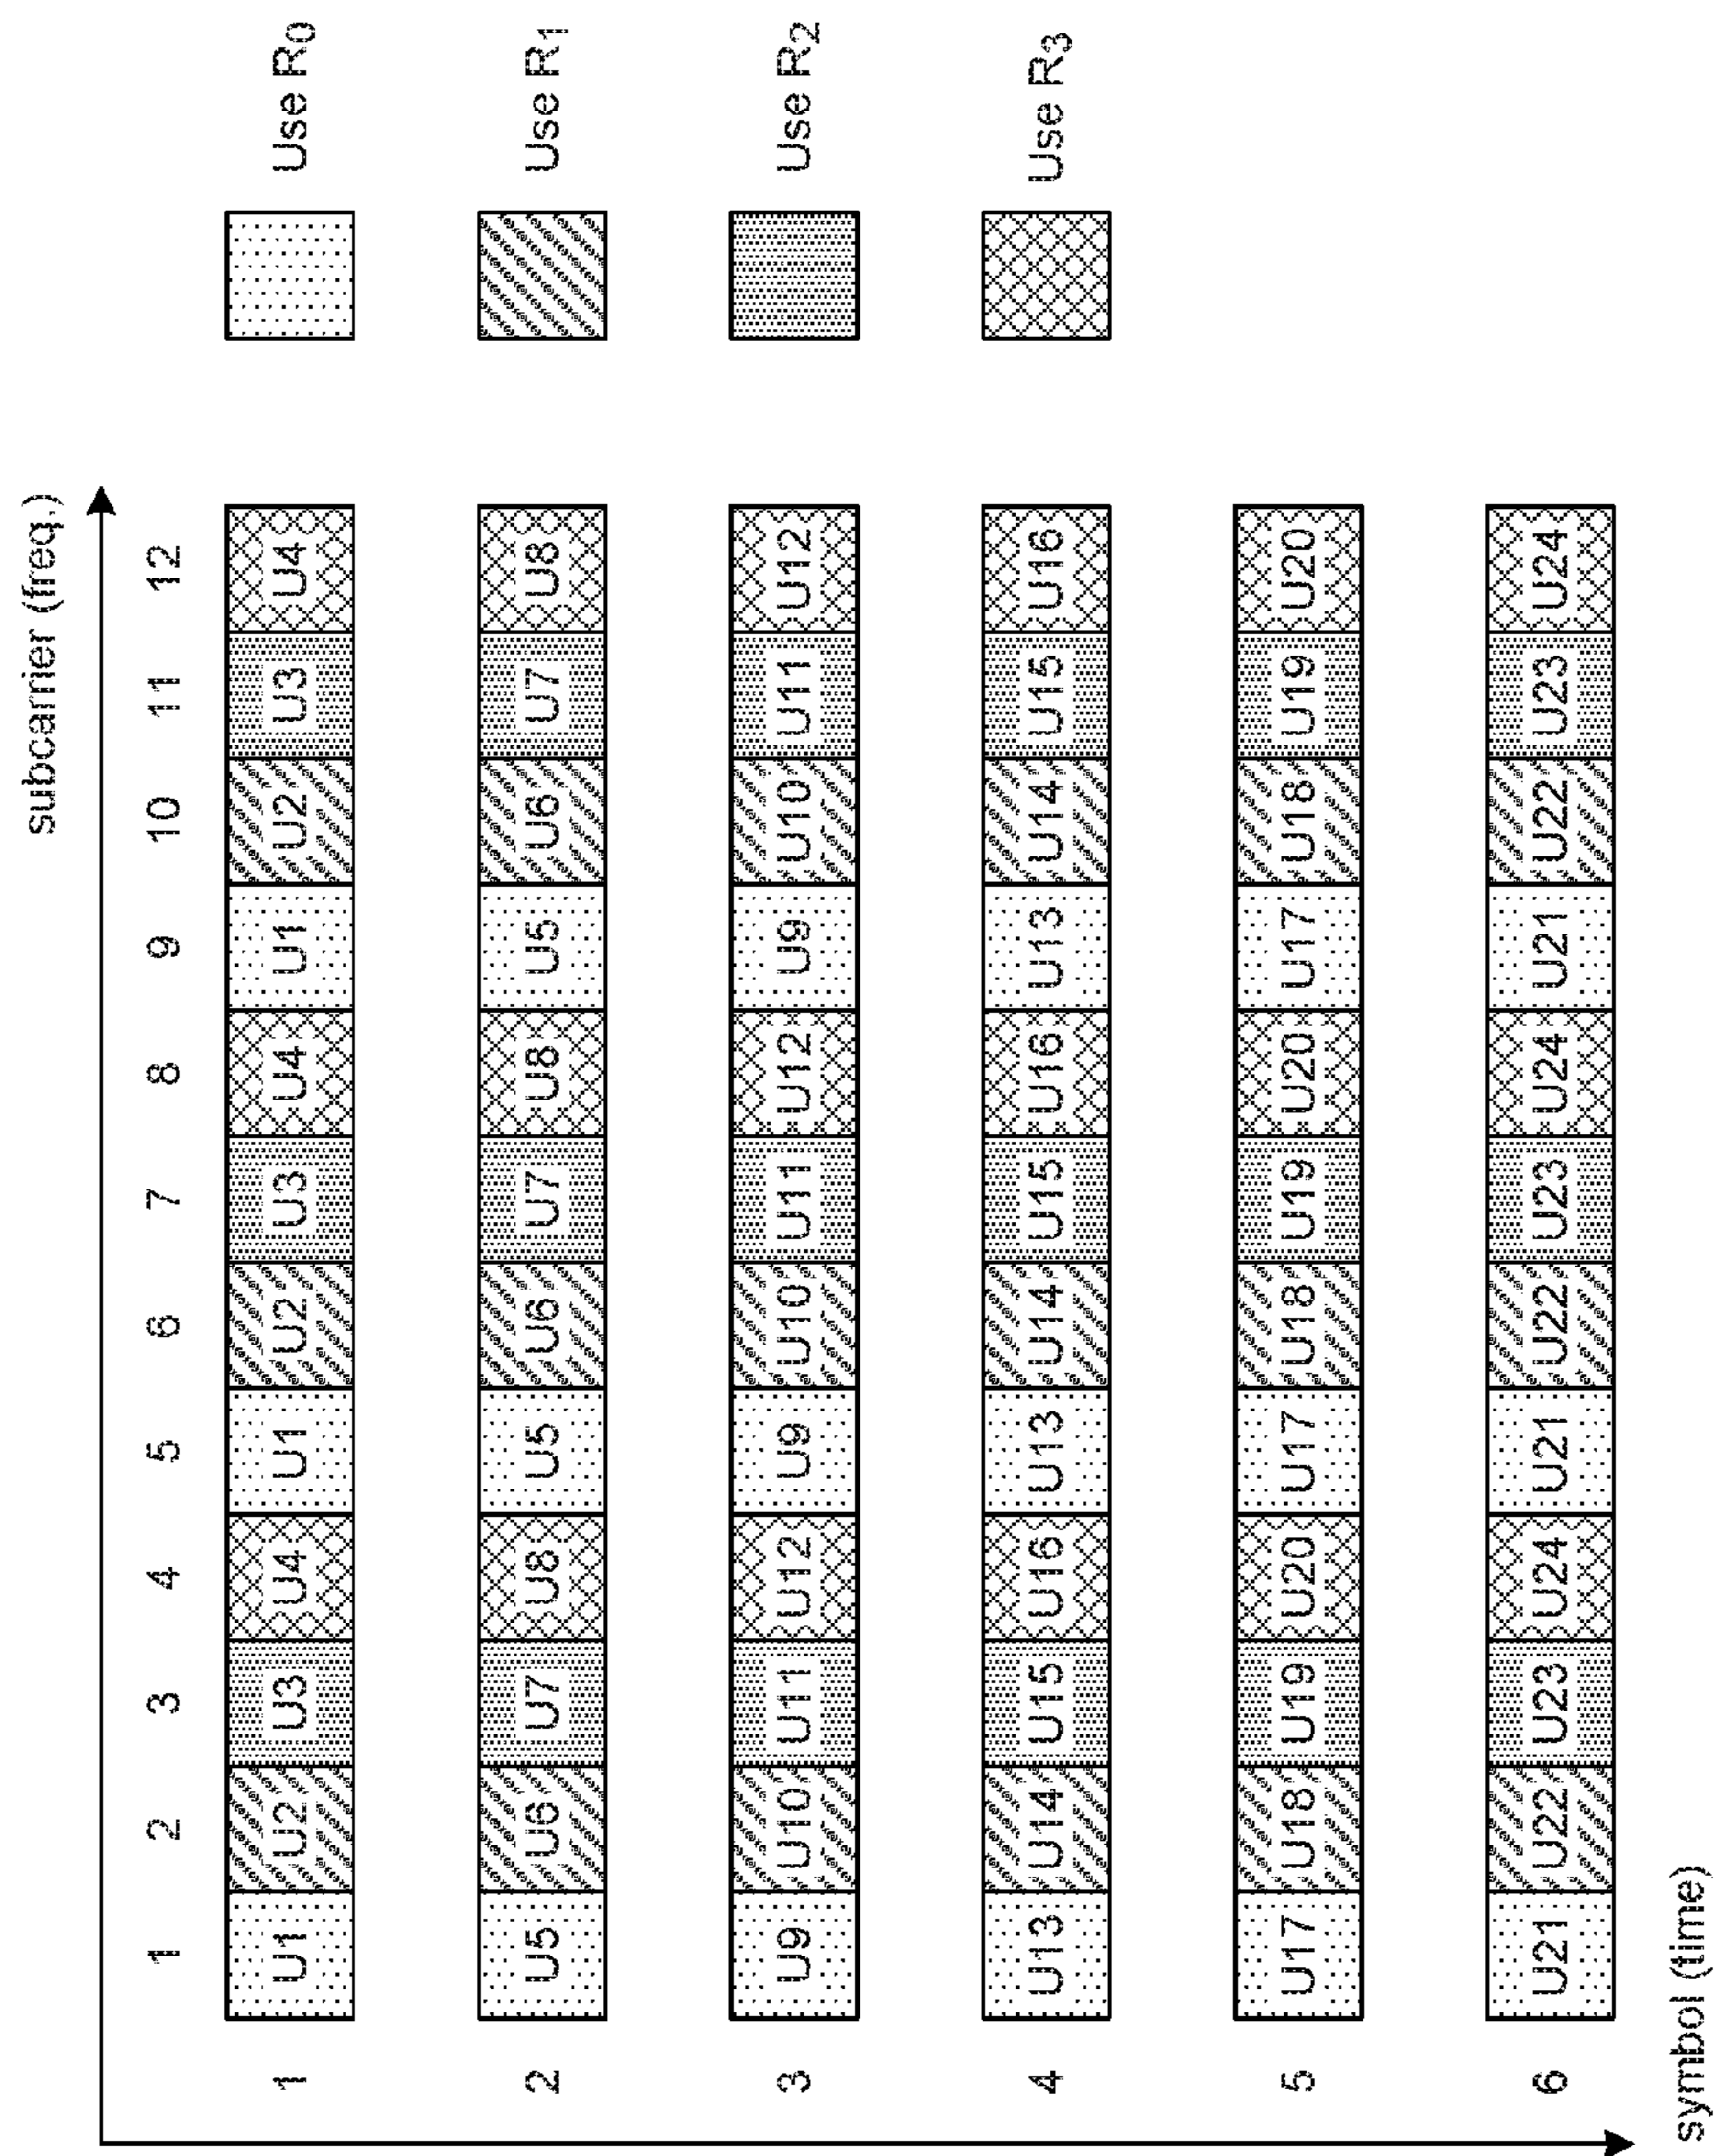 subcarrier (freq.)
1 2 3 4 5 6 7 8 9 10 11 12
1 U1 U2 U3 U4 U1 U2 U3 U4 U1 U2 U3 U4
2 U5 U6 U7 U8 U5 U6 U7 U8 U5 U6 U7 U8
3 U9 U10 U11 U12 U9 U10 U11 U12 U9 U10 U11 U12
4 U13 U14 U15 U16 U13 U14 U15 U16 U13 U14 U15 U16
5 U17 U18 U19 U20 U17 U18 U19 U20 U17 U18 U19 U20
6 U21 U22 U23 U24 U21 U22 U23 U24 U21 U22 U23 U24
symbol (time)
Use R0
Use R1
Use R2
Use R3